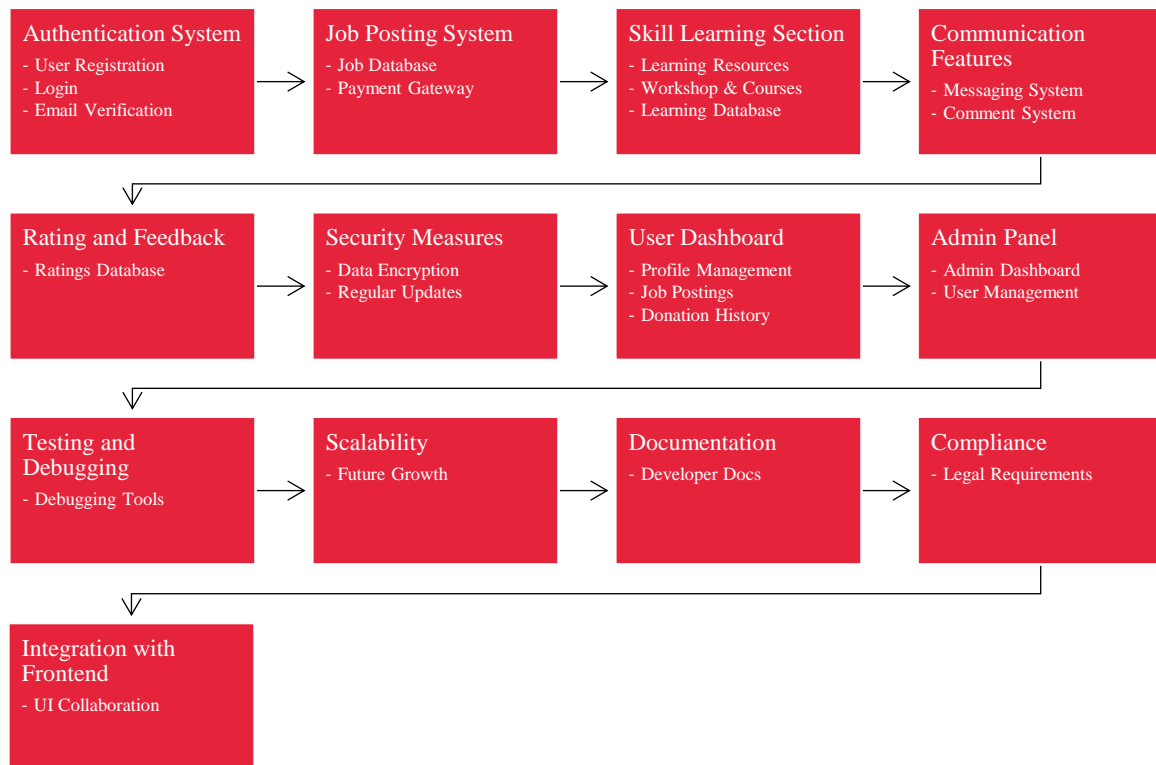 Authentication System
- User Registration
- Login
- Email Verification
Job Posting System
- Job Database
- Payment Gateway
Skill Learning Section
- Learning Resources
- Workshop & Courses
- Learning Database
Communication
Features
- Messaging System
- Comment System
Rating and Feedback
- Ratings Database
Security Measures
- Data Encryption
- Regular Updates
User Dashboard
- Profile Management
- Job Postings
- Donation History
Admin Panel
- Admin Dashboard
- User Management
Testing and
Debugging
- Debugging Tools
Scalability
- Future Growth
Documentation
- Developer Docs
Compliance
- Legal Requirements
Integration with
Frontend
- UI Collaboration